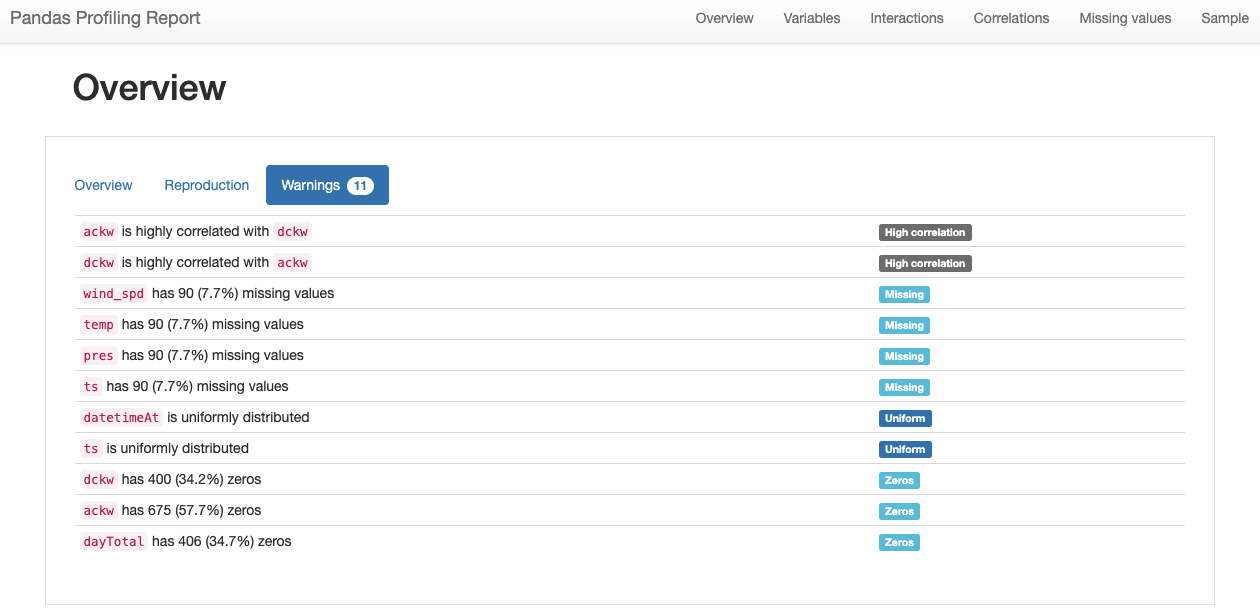 Pandas Profiling Report Overview Variables Interactions Correlations Missing values Sample
Overview
Overview Reproduction Warnings 11
ackw is highly correlated with dckw High correlation
dckw is highly correlated with ackw High correlation
wind_spd has 90 (7.7%) missing values Missing
temp has 90 (7.7%) missing values Missing
pres has 90 (7.7%) missing values Missing
ts has 90 (7.7%) missing values Missing
datetimeAt is uniformly distributed Uniform
ts is uniformly distributed Uniform
dckw has 400 (34.2%) zeros Zeros
ackw has 675 (57.7%) zeros Zeros
dayTotal has 406 (34.7%) zeros Zeros